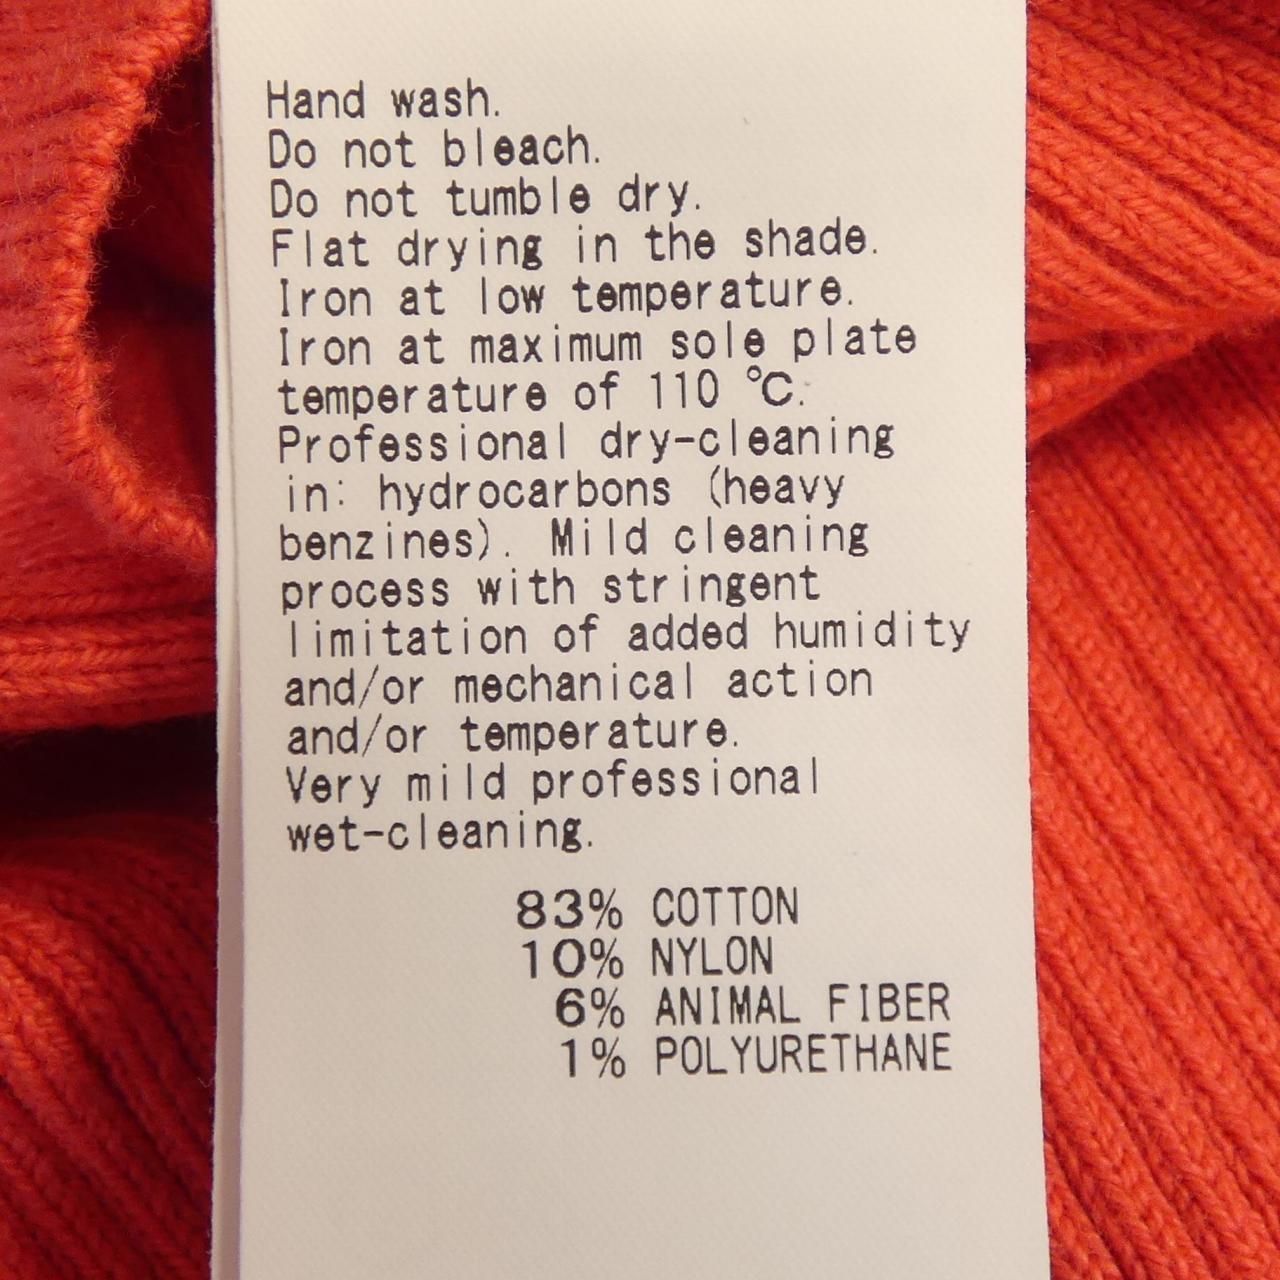 Hand wash.
Do not bleach.
Do not tumble dry.
Flat drying in the shade.
Iron at low temperature.
Iron at maximum sole plate
temperature of 110 ℃.
Professional dry-cleaning
in: hydrocarbons (heavy
benzines). Mild cleaning
process with stringent
limitation of added humidity
and/or mechanical action
and/or temperature.
Very mild professional
wet-cleaning.
83% COTTON
10% NYLON
6% ANIMAL FIBER
1% POLYURETHANE